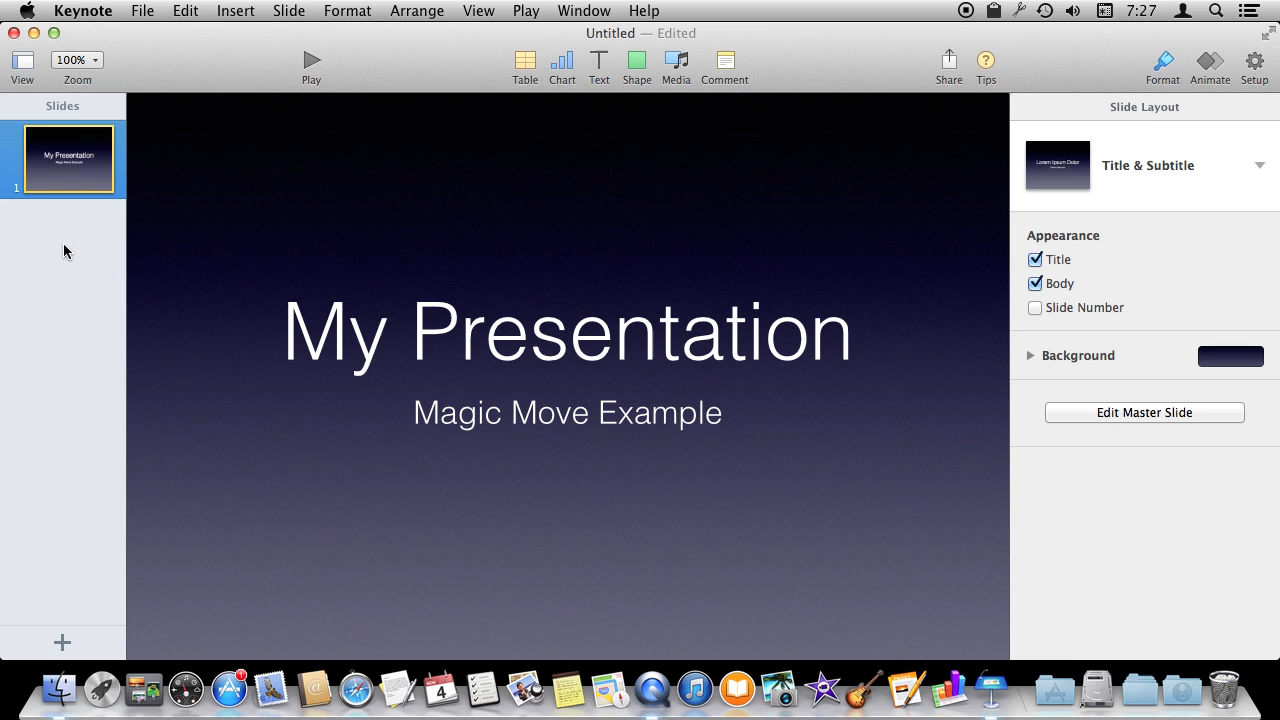 Keynote File Edit Insert Slide Format Arrange View Play Window Help 7:27
Untitled — Edited
View 100% Zoom Play Table Chart Text Shape Media Comment Share Tips Format Animate Setup
Slides
My Presentation
Magic Move Example
1
My Presentation
Magic Move Example
Slide Layout
Lorem Ipsum Dolor
Title & Subtitle
Appearance
Title
Body
Slide Number
Background
Edit Master Slide
1
NOV
4